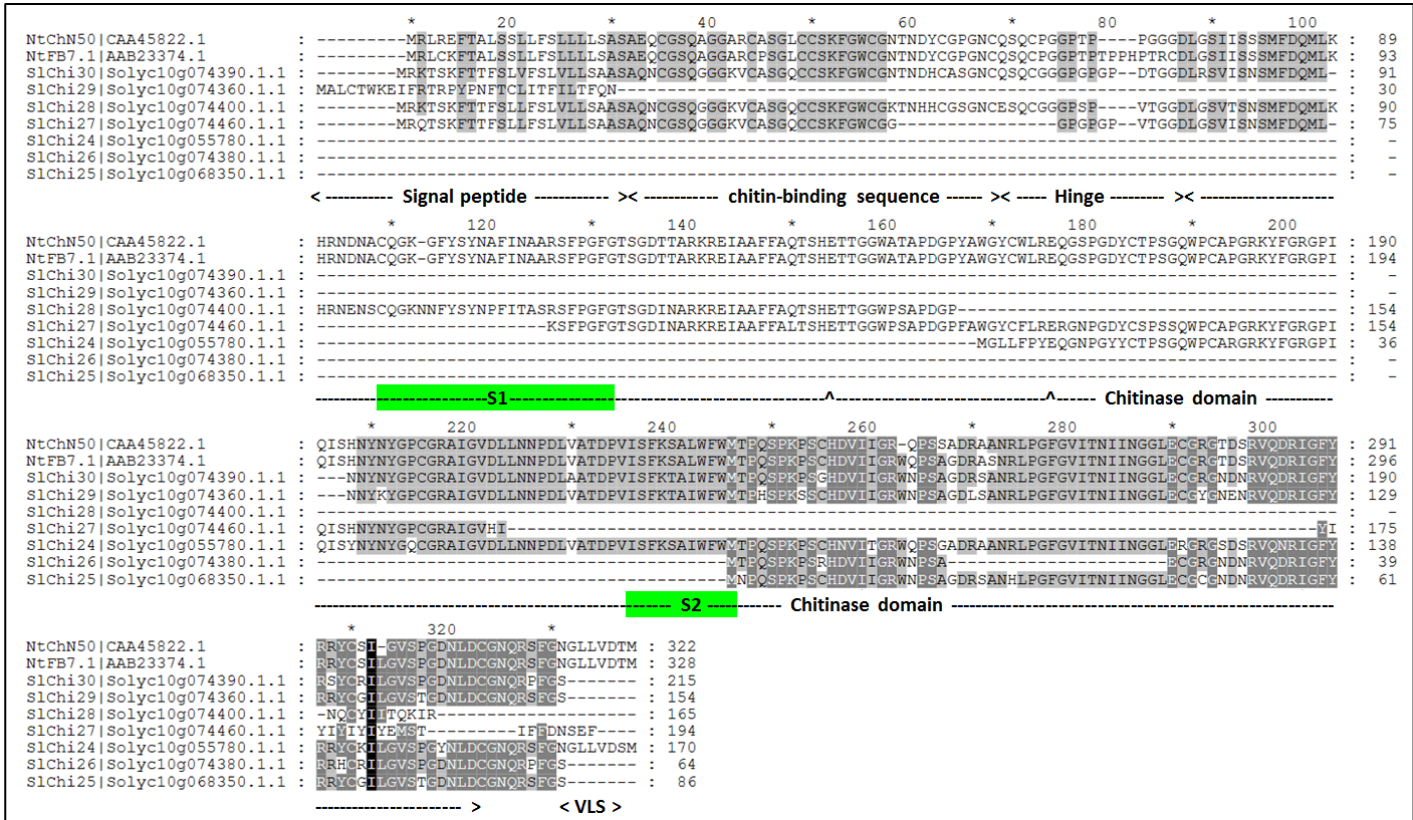 * 20 * 40 * 60 * 80 * 100
NtChN50|CAA45822.1 : ---------MRLREFTALSSLLFSLLLLSASAEQCGSQAGGARCPSGLCCSKFGWCGNTNDYCGPGNCQSQCPGGPTP----PGGGDLGSIISSSMFDQMLK : 89
NtFB7.1|AAB23374.1 : ---------MRLCKFTALSSLLFSLLLLSASAEQCGSQAGGARCPSGLCCSKFGWCGNTNDYCGPGNCQSQCPGGPTPTPPHPTRCDLGSIISSSMFDQMLK : 93
SlChi30|Solyc10g074390.1.1 : ---------MRKTSKFTTFSLVFSLVLLSAASAQNCGSQGGGKVCASGQCCSKFGWCGNTNDHCASGNCQSQCGGGPGPGP-DTGGDLRSVISNSMFDQML- : 91
SlChi29|Solyc10g074360.1.1 : MALCTWKEIFRTRPYPNFTCLITFILTFQN------------------------------------------------------------------------ : 30
SlChi28|Solyc10g074400.1.1 : ---------MRKTSKFTTFSLLFSLVLLSAASAQNCGSQGGGKVCASGQCCSKFGWCGKTNHHCGSGNCESQCGGGPSP---VTGGDLGSVTSNSMFDQMLK : 90
SlChi27|Solyc10g074460.1.1 : ---------MRQTSKFTTFSLLFSLVLLSAASAQNCGSQGGGKVCASGQCCSKFGWCGG--------------GPGPGP--VTGGDLGSVISNSMFDQML- : 75
SlChi24|Solyc10g055780.1.1 : ------------------------------------------------------------------------------------------------------ : -
SlChi26|Solyc10g074380.1.1 : ------------------------------------------------------------------------------------------------------ : -
SlChi25|Solyc10g068350.1.1 : ------------------------------------------------------------------------------------------------------ : -
< ---------- Signal peptide ------------ >< ------------ chitin-binding sequence ------ >< ----- Hinge -------- >< --------------------
* 120 * 140 * 160 * 180 * 200
NtChN50|CAA45822.1 : HRNDNACQGK-GFYSYNAFINAARSFPGFGTSGDTTARKREIAAFFAQTSHETTGGWATAPDGPYAWGYCWLREQGSPGDYCTPSGQWPCAPGRKYFGRGPI : 190
NtFB7.1|AAB23374.1 : HRNDNACQGK-GFYSYNAFINAARSFPGFGTSGDTTARKREIAAFFAQTSHETTGGWATAPDGPYAWGYCWLREQGSPGDYCTPSGQWPCAPGRKYFGRGPI : 194
SlChi30|Solyc10g074390.1.1 : ------------------------------------------------------------------------------------------------------ : -
SlChi29|Solyc10g074360.1.1 : ------------------------------------------------------------------------------------------------------ : -
SlChi28|Solyc10g074400.1.1 : HRNENSCQGKNNFYSYNPFITASRSFPGFGTSGDINARKREIAAFFAQTSHETTGGWPSAPDGP-------------------------------------- : 154
SlChi27|Solyc10g074460.1.1 : -----------------------KSFPGFGTSGDINARKREIAAFFALTSHETTGGWPSAPDGPFAWGYCFLRERGNPGDYCSPSSQWPCAPGRKYFGRGPI : 154
SlChi24|Solyc10g055780.1.1 : ------------------------------------------------------------------MGLLFPYEQGNPGYYCTPSGQWPCARGRKYFGRGPI : 36
SlChi26|Solyc10g074380.1.1 : ------------------------------------------------------------------------------------------------------ : -
SlChi25|Solyc10g068350.1.1 : ------------------------------------------------------------------------------------------------------ : -
-----------------------S1----------------------------------^---------------------^------ Chitinase domain -----------
* 220 * 240 * 260 * 280 * 300
NtChN50|CAA45822.1 : QISHNYNYGPCGRAIGVDLLNNPDLVATDPVISFKSALWFWMTPQSPKPSCHDVIIGR-QPSSADRAANRLPGFGVITNIINGGLECGRGTDSRVQDRIGFY : 291
NtFB7.1|AAB23374.1 : QISHNYNYGPCGRAIGVDLLNNPDLVATDPVISFKSALWFWMTPQSPKPSCHDVIIGRWQPSAGDRASNRLPGFGVITNIINGGLECGRGTDSRVQDRIGFY : 296
SlChi30|Solyc10g074390.1.1 : ---NNYNYGPCGRAIGVDLLNNPDLAATDPVISFKTALWFWMTPQSPKPSGHDVIIGRWNPSAGDRSANRLPGFGVITNIINGGLECGRGNDNRVQDRIGFY : 190
SlChi29|Solyc10g074360.1.1 : ---NNYKYGPCGRAIGVDLLNNPDLVATDPVISFKTAIWFWMTPHSPKSSCHDVIIGRWNPSAGDLSANRLPGFGVITNIINGGLECGYGNENRVQDRIGFY : 129
SlChi28|Solyc10g074400.1.1 : ------------------------------------------------------------------------------------------------------ : -
SlChi27|Solyc10g074460.1.1 : QISHNYNYGPCGRAIGVHI---------------------------------------------------------------------------------YI : 175
SlChi24|Solyc10g055780.1.1 : QISYNYNYGQCGRAIGVDLLNNPDLVATDPVISFKSAIWFWMTPQSPKPSCHNVITGRWQPSGADRAANRLPGFGVITNIINGGLERGRGSDSRVQNRIGFY : 138
SlChi26|Solyc10g074380.1.1 : -----------------------------------------MTPQSPKPSRHDVIIGRWNPSA----------------------ECGRGNDNRVQDRIGFY : 39
SlChi25|Solyc10g068350.1.1 : -----------------------------------------MNPQSPKPSCHDVIIGRWNPSAGDRSANHLPGFGVITNIINGGLECGCGNDNRVQDRIGFY : 61
------------------------------------- S2 ---------- Chitinase domain ------------------------------------------
* 320 *
NtChN50|CAA45822.1 : RRYCSI-GVSPGDNLDCGNQRSFGNGLLVDTM : 322
NtFB7.1|AAB23374.1 : RRYCSILGVSPGDNLDCGNQRSFGNGLLVDTM : 328
SlChi30|Solyc10g074390.1.1 : RSYCRILGVSPGDNLDCGNQRPFGS------- : 215
SlChi29|Solyc10g074360.1.1 : RRYCGILGVSTGDNLDCGNQRSFGS------- : 154
SlChi28|Solyc10g074400.1.1 : -NQCYIITQKIR-------------------- : 165
SlChi27|Solyc10g074460.1.1 : YIYIYIYEMST---------IFFDNSEF---- : 194
SlChi24|Solyc10g055780.1.1 : RRYCKILGVSPGYNLDCGNQRSFGNGLLVDSM : 170
SlChi26|Solyc10g074380.1.1 : RRHCRILGVSPGDNLDCGNQRPFGS------- : 64
SlChi25|Solyc10g068350.1.1 : RRYCGILGVSTGDNLDCGNQRSFGS------- : 86
---------------------- > < VLS >